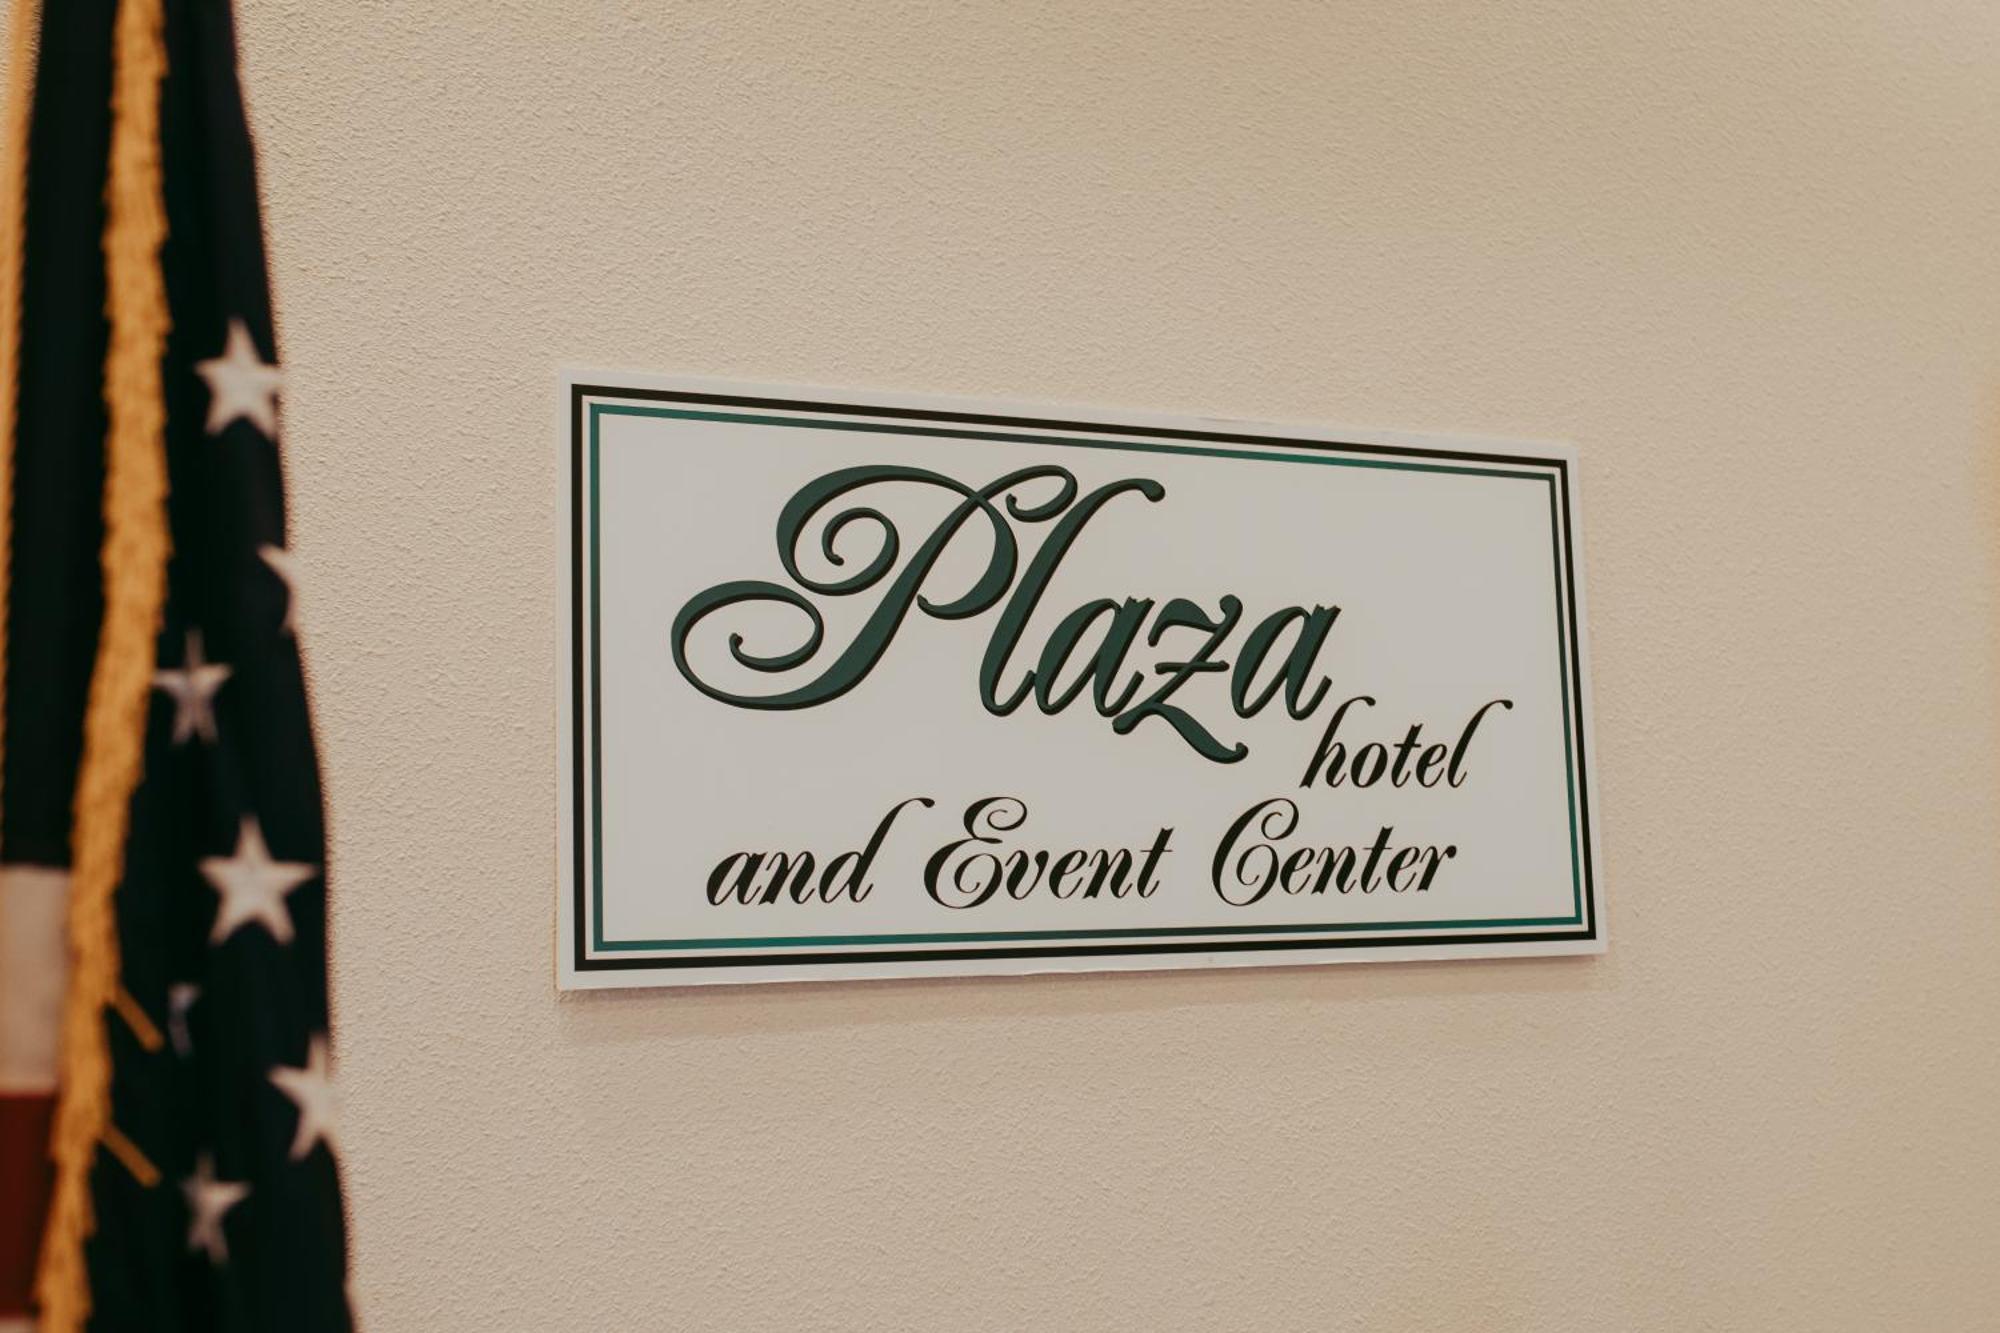 Plaza
hotel
and Event Center